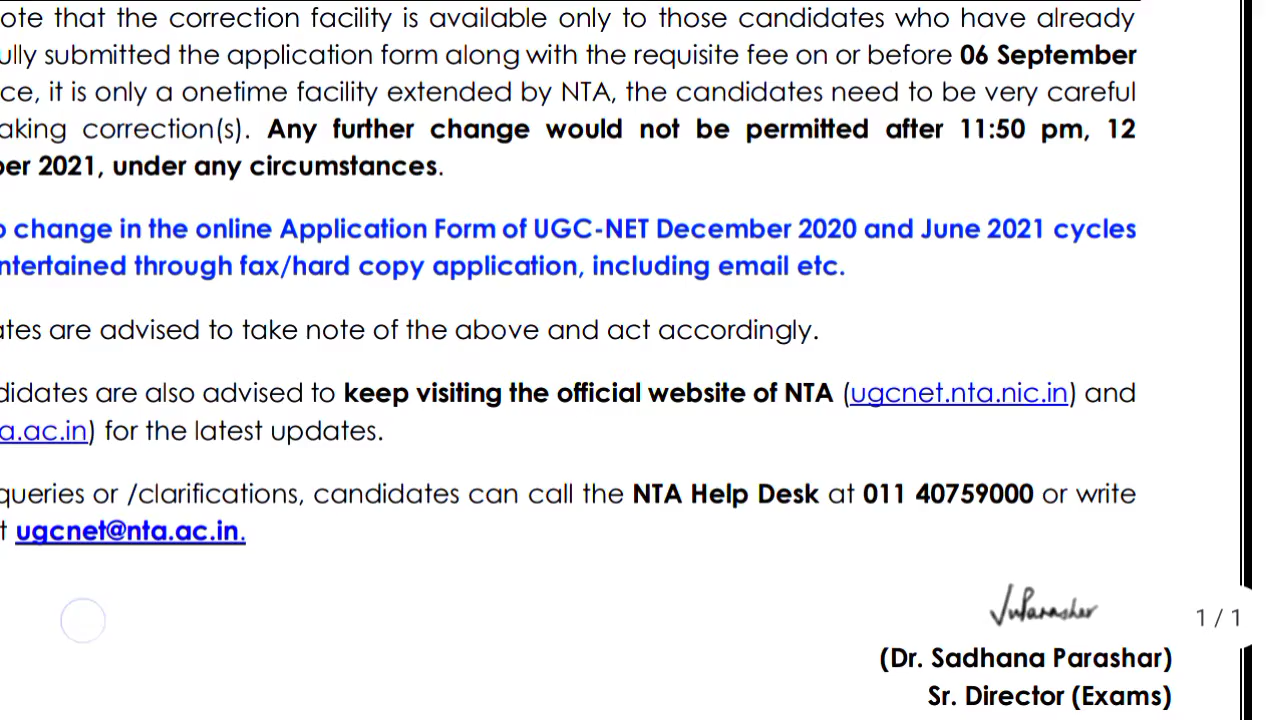 ote that the correction facility is available only to those candidates who have already
ully submitted the application form along with the requisite fee on or before 06 September
ce, it is only a onetime facility extended by NTA, the candidates need to be very careful
aking correction(s). Any further change would not be permitted after 11:50 pm, 12
ber 2021, under any circumstances.
o change in the online Application Form of UGC-NET December 2020 and June 2021 cycles
ntertained through fax/hard copy application, including email etc.
ates are advised to take note of the above and act accordingly.
didates are also advised to keep visiting the official website of NTA (ugcnet.nta.nic.in) and
a.ac.in) for the latest updates.
queries or /clarifications, candidates can call the NTA Help Desk at 011 40759000 or write
t ugcnet@nta.ac.in.
1 / 1
(Dr. Sadhana Parashar)
Sr. Director (Exams)